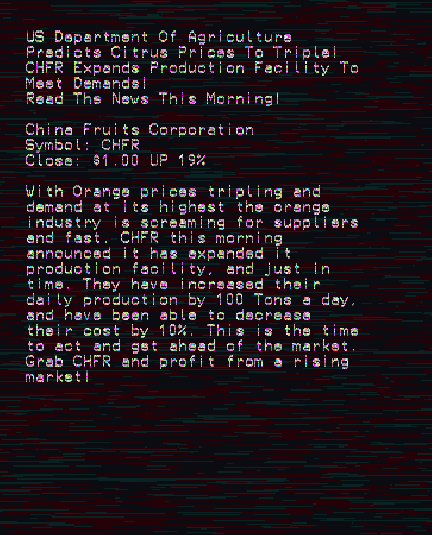 US Department Of Agriculture
Predicts Citrus Prices To Triple!
CHFR Expands Production Facility To
Meet Demands!
Read The News This Morning!
China Fruits Corporation
Symbol: CHFR
Close: $1.00 UP 19%
With Orange prices tripling and
demand at its highest the orange
industry is screaming for suppliers
and fast. CHFR this morning
announced it has expanded it
production facility, and just in
time. They have increased their
daily production by 100 Tons a day,
and have been able to decrease
their cost by 10%. This is the time
to act and get ahead of the market.
Grab CHFR and profit from a rising
market!